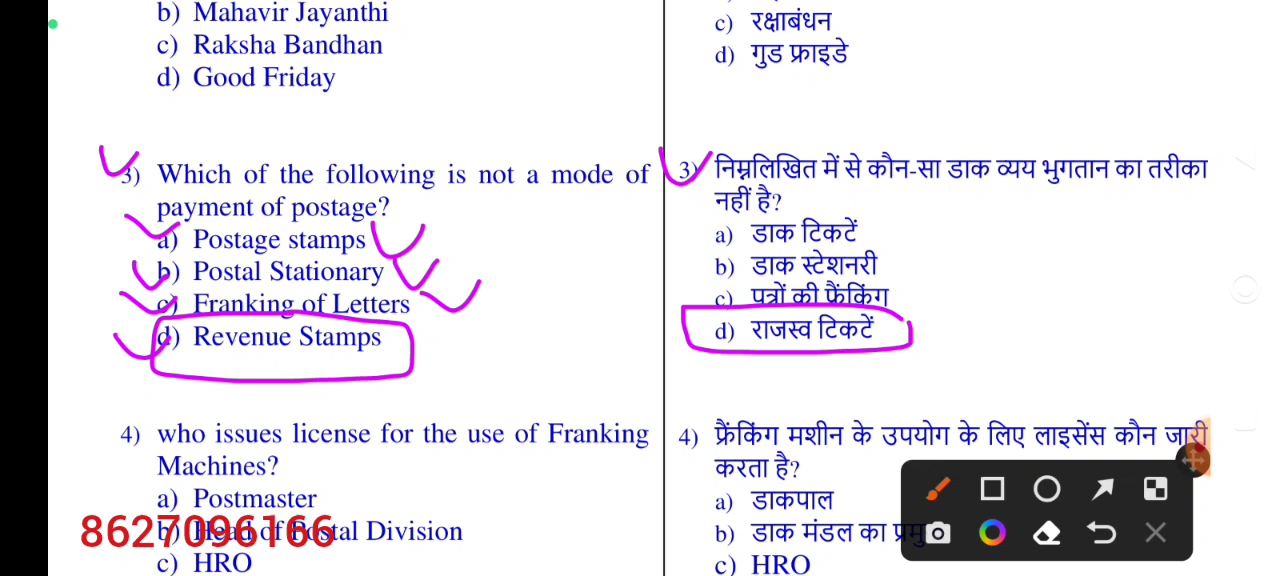 b) Mahavir Jayanthi
c) Raksha Bandhan
d) Good Friday
3) Which of the following is not a mode of
payment of postage?
a) Postage stamps
b) Postal Stationary
c) Franking of Letters
d) Revenue Stamps
4) who issues license for the use of Franking
Machines?
a) Postmaster
b) Head of Postal Division
c) HRO
8627096166
c) रक्षाबंधन
d) गुड फ्राइडे
3) निम्नलिखित में से कौन-सा डाक व्यय भुगतान का तरीका
नहीं है?
a) डाक टिकटें
b) डाक स्टेशनरी
c) पत्रों की फ्रैंकिंग
d) राजस्व टिकटें
4) फ्रैंकिंग मशीन के उपयोग के लिए लाइसेंस कौन जारी
करता है?
a) डाकपाल
b) डाक मंडल का
c) HRO